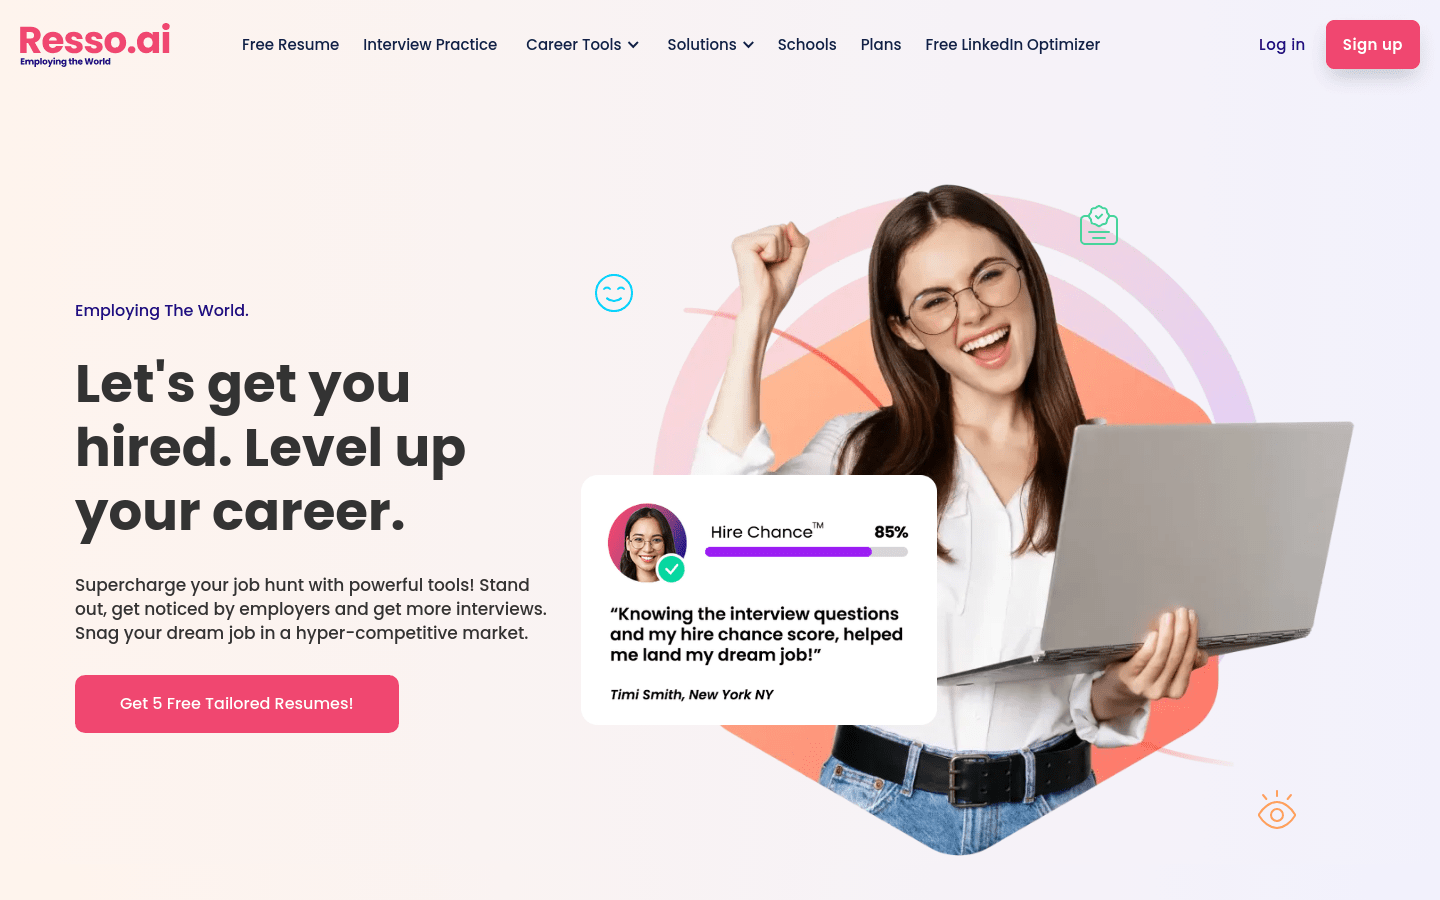 Resso.ai
Employing the World
Free Resume
Interview Practice
Career Tools
Solutions
Schools
Plans
Free LinkedIn Optimizer
Log in
Sign up
Employing The World.
Let's get you
hired. Level up
your career.
Supercharge your job hunt with powerful tools! Stand
out, get noticed by employers and get more interviews.
Snag your dream job in a hyper-competitive market.
Get 5 Free Tailored Resumes!
Hire Chance™ 85%
“Knowing the interview questions
and my hire chance score, helped
me land my dream job!”
Timi Smith, New York NY